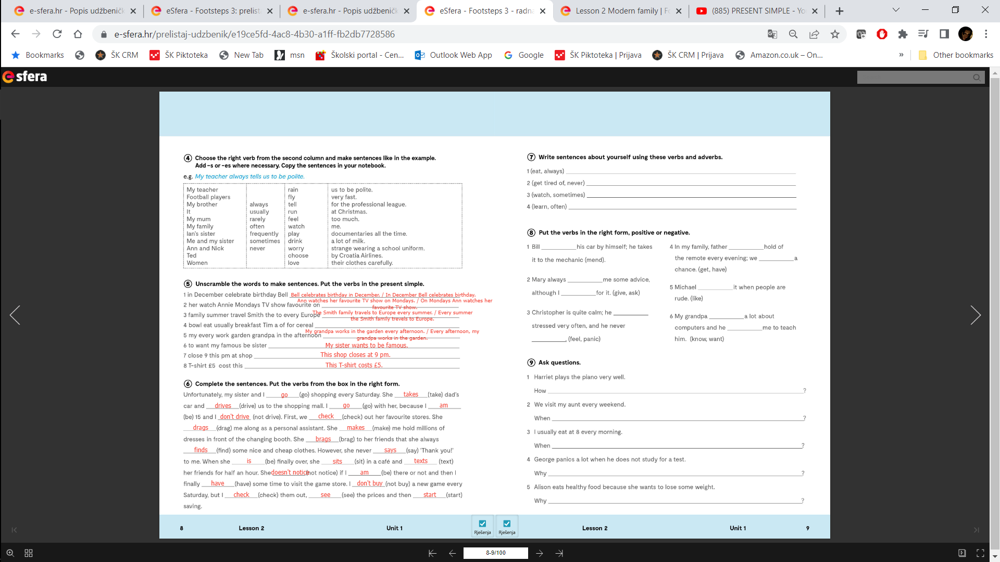 e-sfera.hr - Popis udžbeničk
eSfera - Footsteps 3: prelist
e-sfera.hr - Popis udžbeničk
eSfera - Footsteps 3 - radna
Lesson 2 Modern family | Fo
(885) PRESENT SIMPLE - Yo
e-sfera.hr/prelistaj-udzbenik/e19ce5fd-4ac8-4b30-a1ff-fb2db7728586
Bookmarks ŠK CRM ŠK Piktoteka New Tab msn Školski portal - Cen... Outlook Web App Google ŠK Piktoteka | Prijava ŠK CRM | Prijava Amazon.co.uk – On... » Other bookmarks
esfera
4 Choose the right verb from the second column and make sentences like in the example.
Add –s or –es where necessary. Copy the sentences in your notebook.
e.g. My teacher always tells us to be polite.
My teacher rain us to be polite.
Football players fly very fast.
My brother always tell for the professional league.
It usually run at Christmas.
My mum rarely feel too much.
My family often watch me.
Ian's sister frequently play documentaries all the time.
Me and my sister sometimes drink a lot of milk.
Ann and Nick never worry strange wearing a school uniform.
Ted choose by Croatia Airlines.
Women love their clothes carefully.
5 Unscramble the words to make sentences. Put the verbs in the present simple.
1 in December celebrate birthday Bell Bell celebrates birthday in December. / In December Bell celebrates birthday.
Ann watches her favourite TV show on Mondays. / On Mondays Ann watches her
2 her watch Annie Mondays TV show favourite on favourite TV show.
The Smith family travels to Europe every summer. / Every summer
3 family summer travel Smith the to every Europe the Smith family trevels to Europe.
4 bowl eat usually breakfast Tim a of for cereal
My grandpa works in the garden every afternoon. / Every afternoon, my
5 my every work garden grandpa in the afternoon grandpa works in the garden.
6 to want my famous be sister My sister wants to be famous.
7 close 9 this pm at shop This shop closes at 9 pm.
8 T-shirt £5 cost this This T-shirt costs £5.
6 Complete the sentences. Put the verbs from the box in the right form.
Unfortunately, my sister and I go (go) shopping every Saturday. She takes (take) dad's
car and drives (drive) us to the shopping mall. I go (go) with her, because I am
(be) 15 and I don't drive (not drive). First, we check (check) out her favourite stores. She
drags (drag) me along as a personal assistant. She makes (make) me hold millions of
dresses in front of the changing booth. She brags (brag) to her friends that she always
finds (find) some nice and cheap clothes. However, she never says (say) 'Thank you!'
to me. When she is (be) finally over, she sits (sit) in a café and texts (text)
her friends for half an hour. She doesn't notice (not notice) if I am (be) there or not and then I
finally have (have) some time to visit the game store. I don't buy (not buy) a new game every
Saturday, but I check (check) them out, see (see) the prices and then start (start)
saving.
8 Lesson 2 Unit 1
Rješenja
7 Write sentences about yourself using these verbs and adverbs.
1 (eat, always)
2 (get tired of, never)
3 (watch, sometimes)
4 (learn, often)
8 Put the verbs in the right form, positive or negative.
1 Bill ___ his car by himself; he takes
it to the mechanic (mend).
2 Mary always ___ me some advice,
although I ___ for it. (give, ask)
3 Christopher is quite calm; he ___
stressed very often, and he never
___. (feel, panic)
4 In my family, father ___ hold of
the remote every evening; we ___ a
chance. (get, have)
5 Michael ___ it when people are
rude. (like)
6 My grandpa ___ a lot about
computers and he ___ me to teach
him. (know, want)
9 Ask questions.
1 Harriet plays the piano very well.
How ___?
2 We visit my aunt every weekend.
When ___?
3 I usually eat at 8 every morning.
When ___?
4 George panics a lot when he does not study for a test.
Why ___?
5 Alison eats healthy food because she wants to lose some weight.
Why ___?
Rješenja
Lesson 2 Unit 1 9
8-9/100